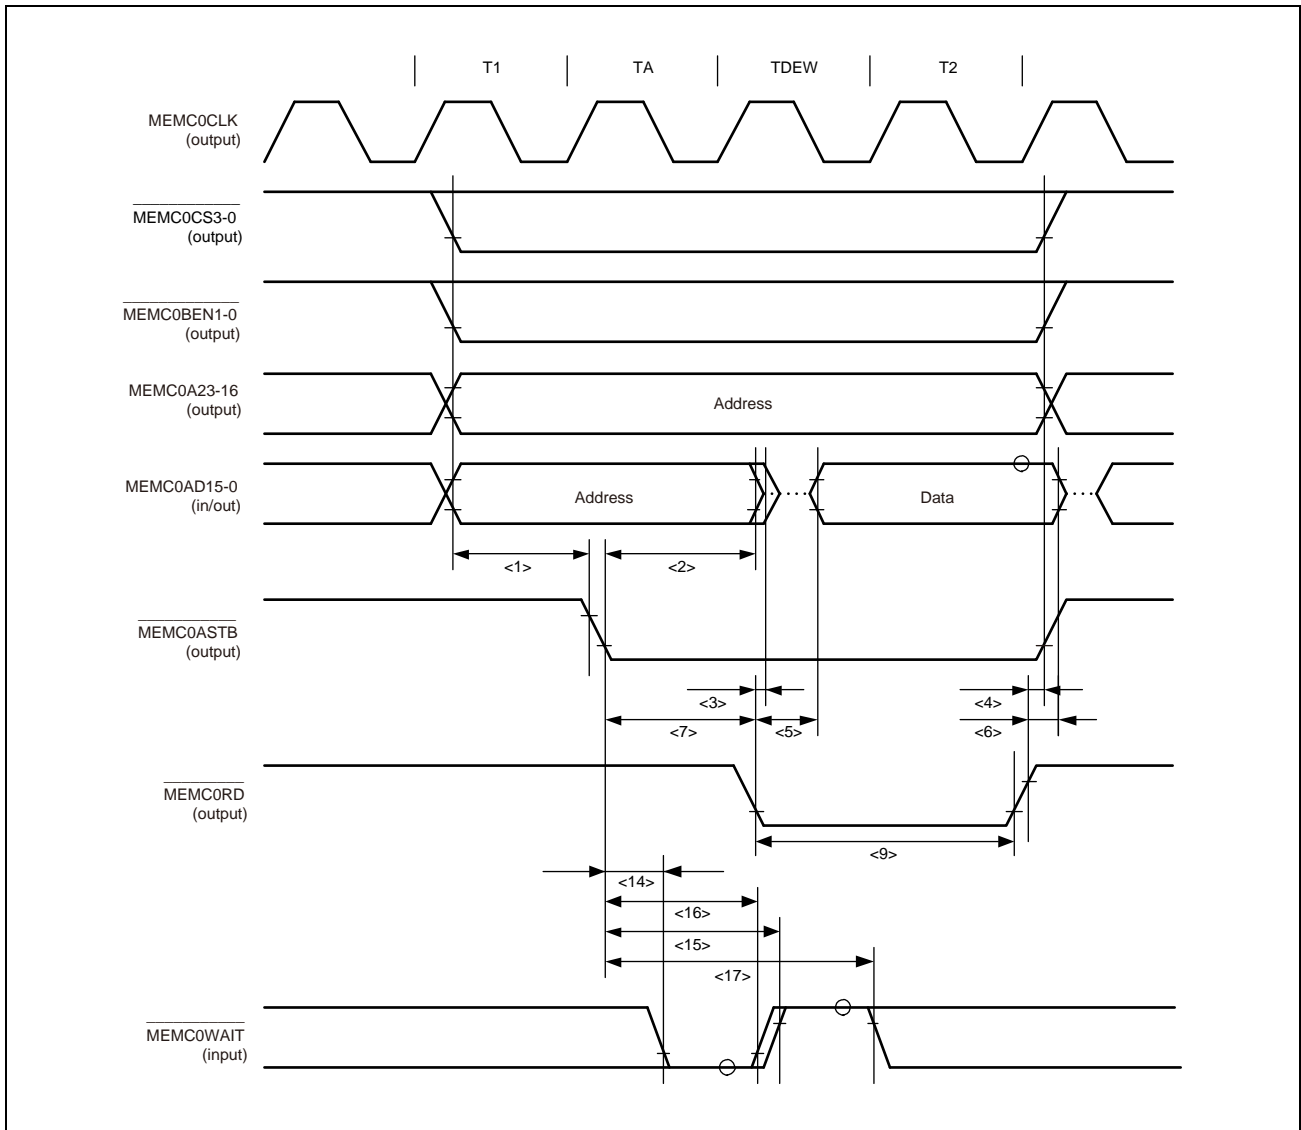 T1 TA TDEW T2
MEMC0CLK
(output)
MEMC0CS3-0
(output)
MEMC0BEN1-0
(output)
MEMC0A23-16
(output)
Address
MEMC0AD15-0
(in/out)
Address
Data
<1> <2>
MEMC0ASTB
(output)
<3> <4>
<7> <5> <6>
MEMC0RD
(output)
<9>
<14>
<16>
<15>
<17>
MEMC0WAIT
(input)